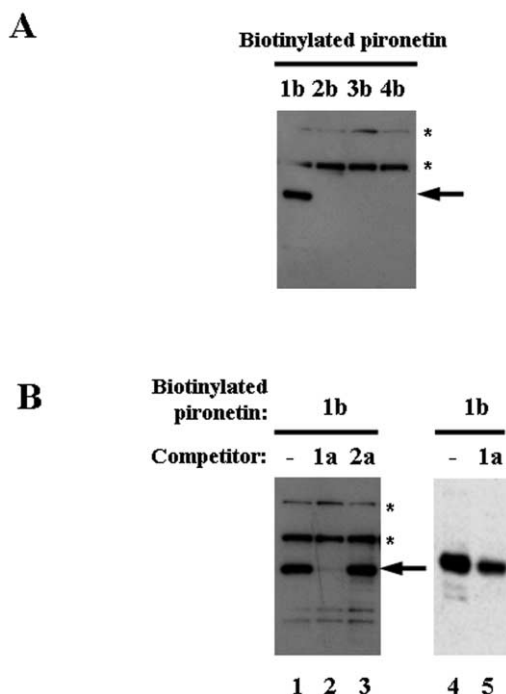 A
Biotinylated pironetin
1b 2b 3b 4b
*
*
B
Biotinylated
pironetin:
1b
1b
Competitor:
- 1a 2a
- 1a
*
*
1 2 3
4 5